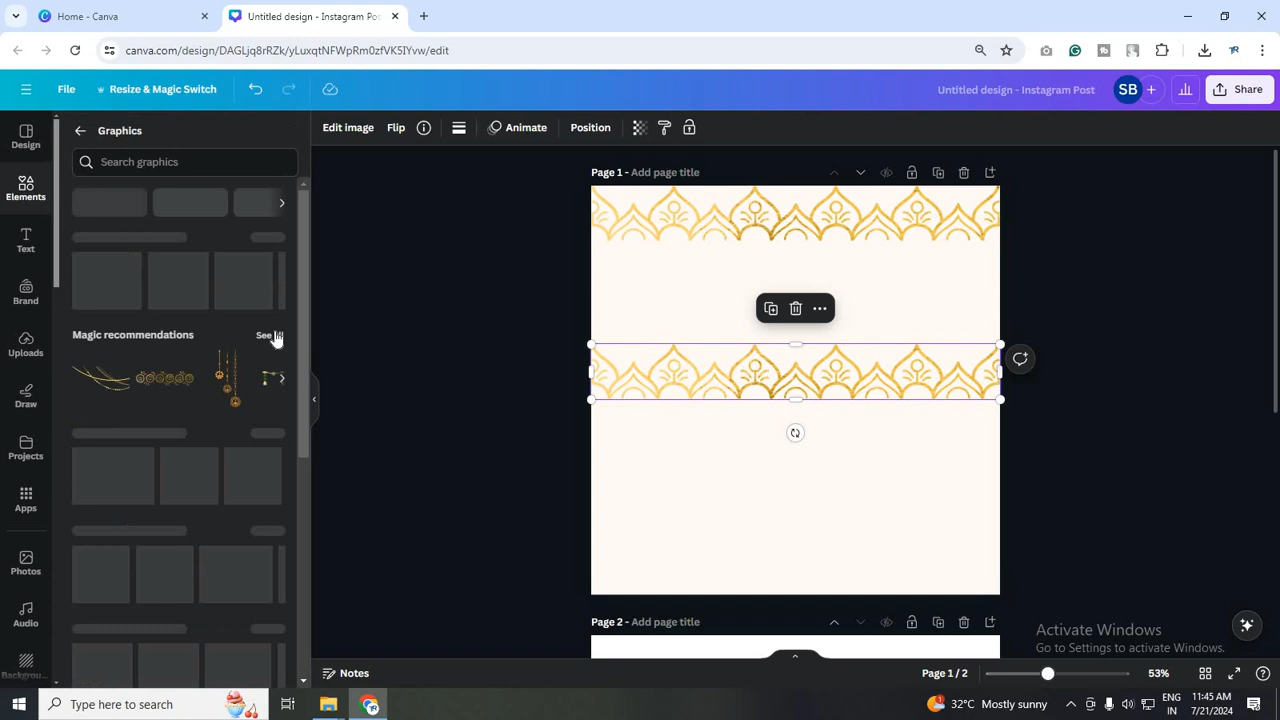 Home - Canva
Untitled design - Instagram Po
canva.com/design/DAGLjq8rRZk/yLuxqtNFWpRm0zfVK5IYvw/edit
File
Resize & Magic Switch
Untitled design - Instagram Post
SB
Share
Design
Elements
Text
Brand
Uploads
Draw
Projects
Apps
Photos
Audio
Backgrou...
Graphics
Search graphics
Magic recommendations
See
Edit image
Flip
Animate
Position
Page 1 - Add page title
Page 2 - Add page title
Activate Windows
Go to Settings to activate Windows.
Notes
Page 1 / 2
53%
Type here to search
32°C Mostly sunny
ENG
IN
11:45 AM
7/21/2024